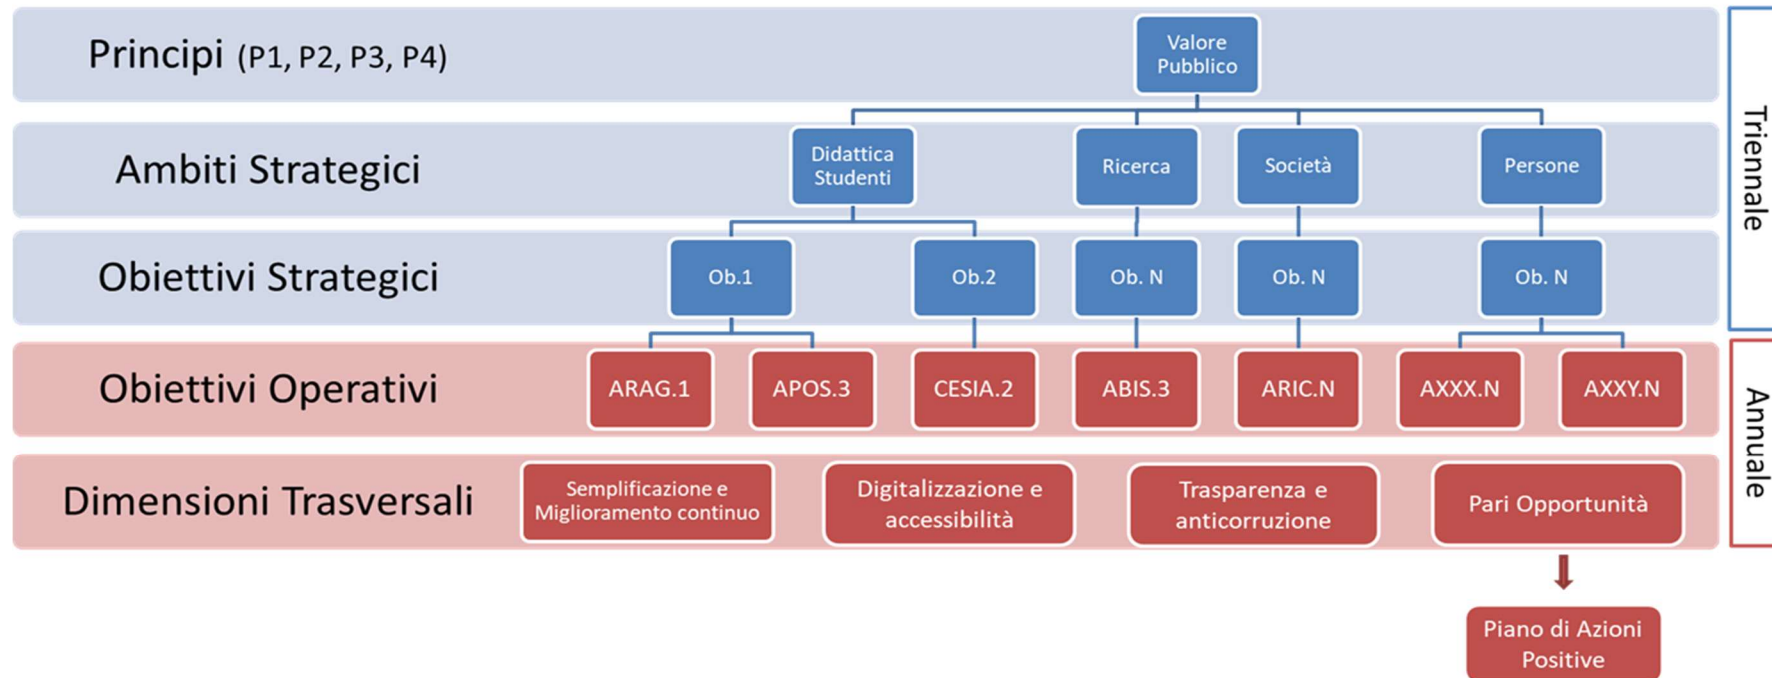 Principi (P1, P2, P3, P4)
Valore
Pubblico
Ambiti Strategici
Didattica
Studenti
Ricerca
Società
Persone
Obiettivi Strategici
Ob.1
Ob.2
Ob. N
Ob. N
Ob. N
Triennale
Obiettivi Operativi
ARAG.1
APOS.3
CESIA.2
ABIS.3
ARIC.N
AXXX.N
AXXY.N
Dimensioni Trasversali
Semplificazione e
Miglioramento continuo
Digitalizzazione e
accessibilità
Trasparenza e
anticorruzione
Pari Opportunità
Annuale
Piano di Azioni
Positive